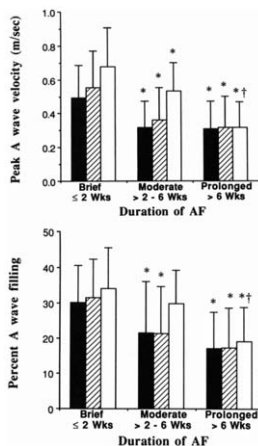 Peak A wave velocity (m/sec)
1.0
0.8
0.6
0.4
0.2
0.0
* * *
* * *†
Brief
≤ 2 Wks
Moderate
> 2 - 6 Wks
Prolonged
> 6 Wks
Duration of AF
Percent A wave filling
50
40
30
20
10
0
* *
* * *†
Brief
≤ 2 Wks
Moderate
> 2 - 6 Wks
Prolonged
> 6 Wks
Duration of AF